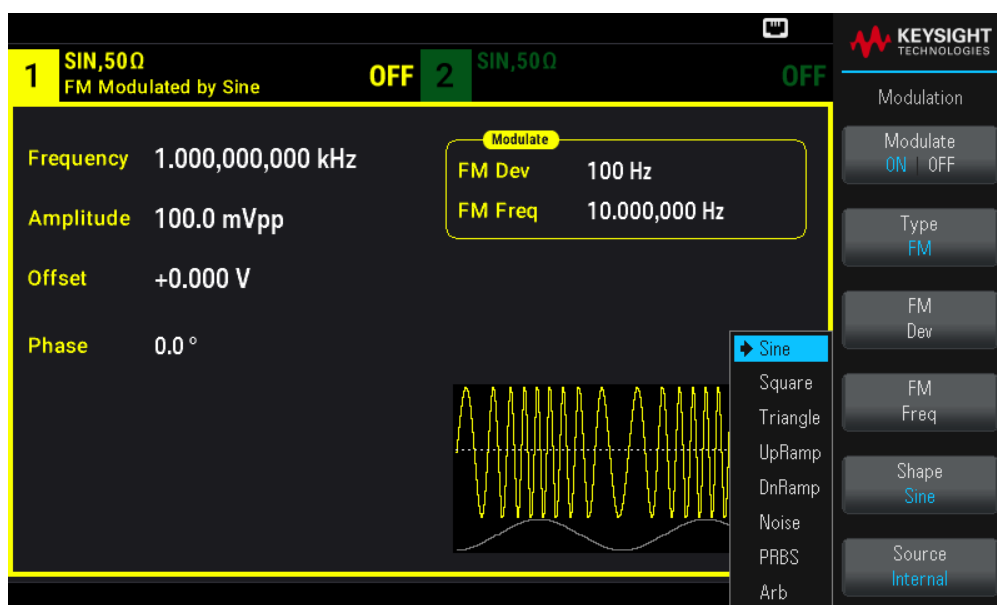 KEYSIGHT
TECHNOLOGIES
1 SIN,50Ω OFF
FM Modulated by Sine
2 SIN,50Ω OFF
Frequency 1.000,000,000 kHz
Amplitude 100.0 mVpp
Offset +0.000 V
Phase 0.0 °
Modulate
FM Dev 100 Hz
FM Freq 10.000,000 Hz
Sine
Square
Triangle
UpRamp
DnRamp
Noise
PRBS
Arb
Modulation
Modulate
ON | OFF
Type
FM
FM
Dev
FM
Freq
Shape
Sine
Source
Internal